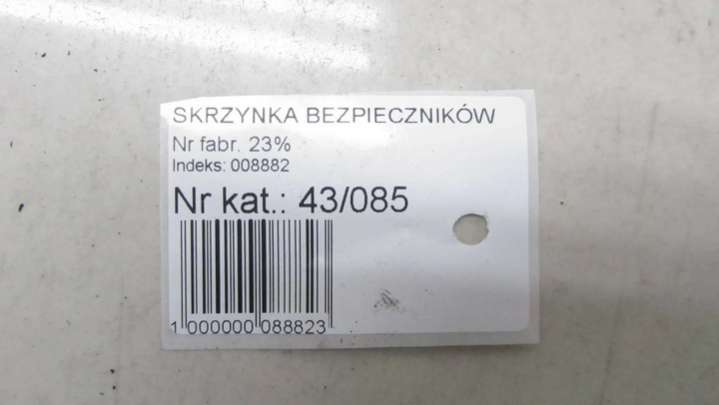 SKRZYNKA BEZPIECZNIKÓW
Nr fabr. 23%
Indeks: 008882
Nr kat.: 43/085
1 000000 088823